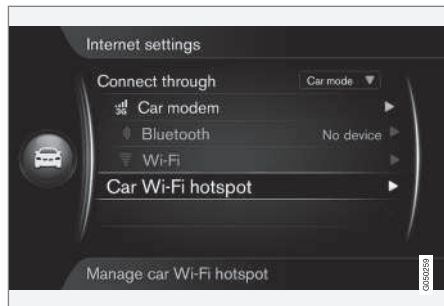 Internet settings
Connect through Car mode
3G Car modem
Bluetooth No device
Wi-Fi
Car Wi-Fi hotspot
Manage car Wi-Fi hotspot
G050259